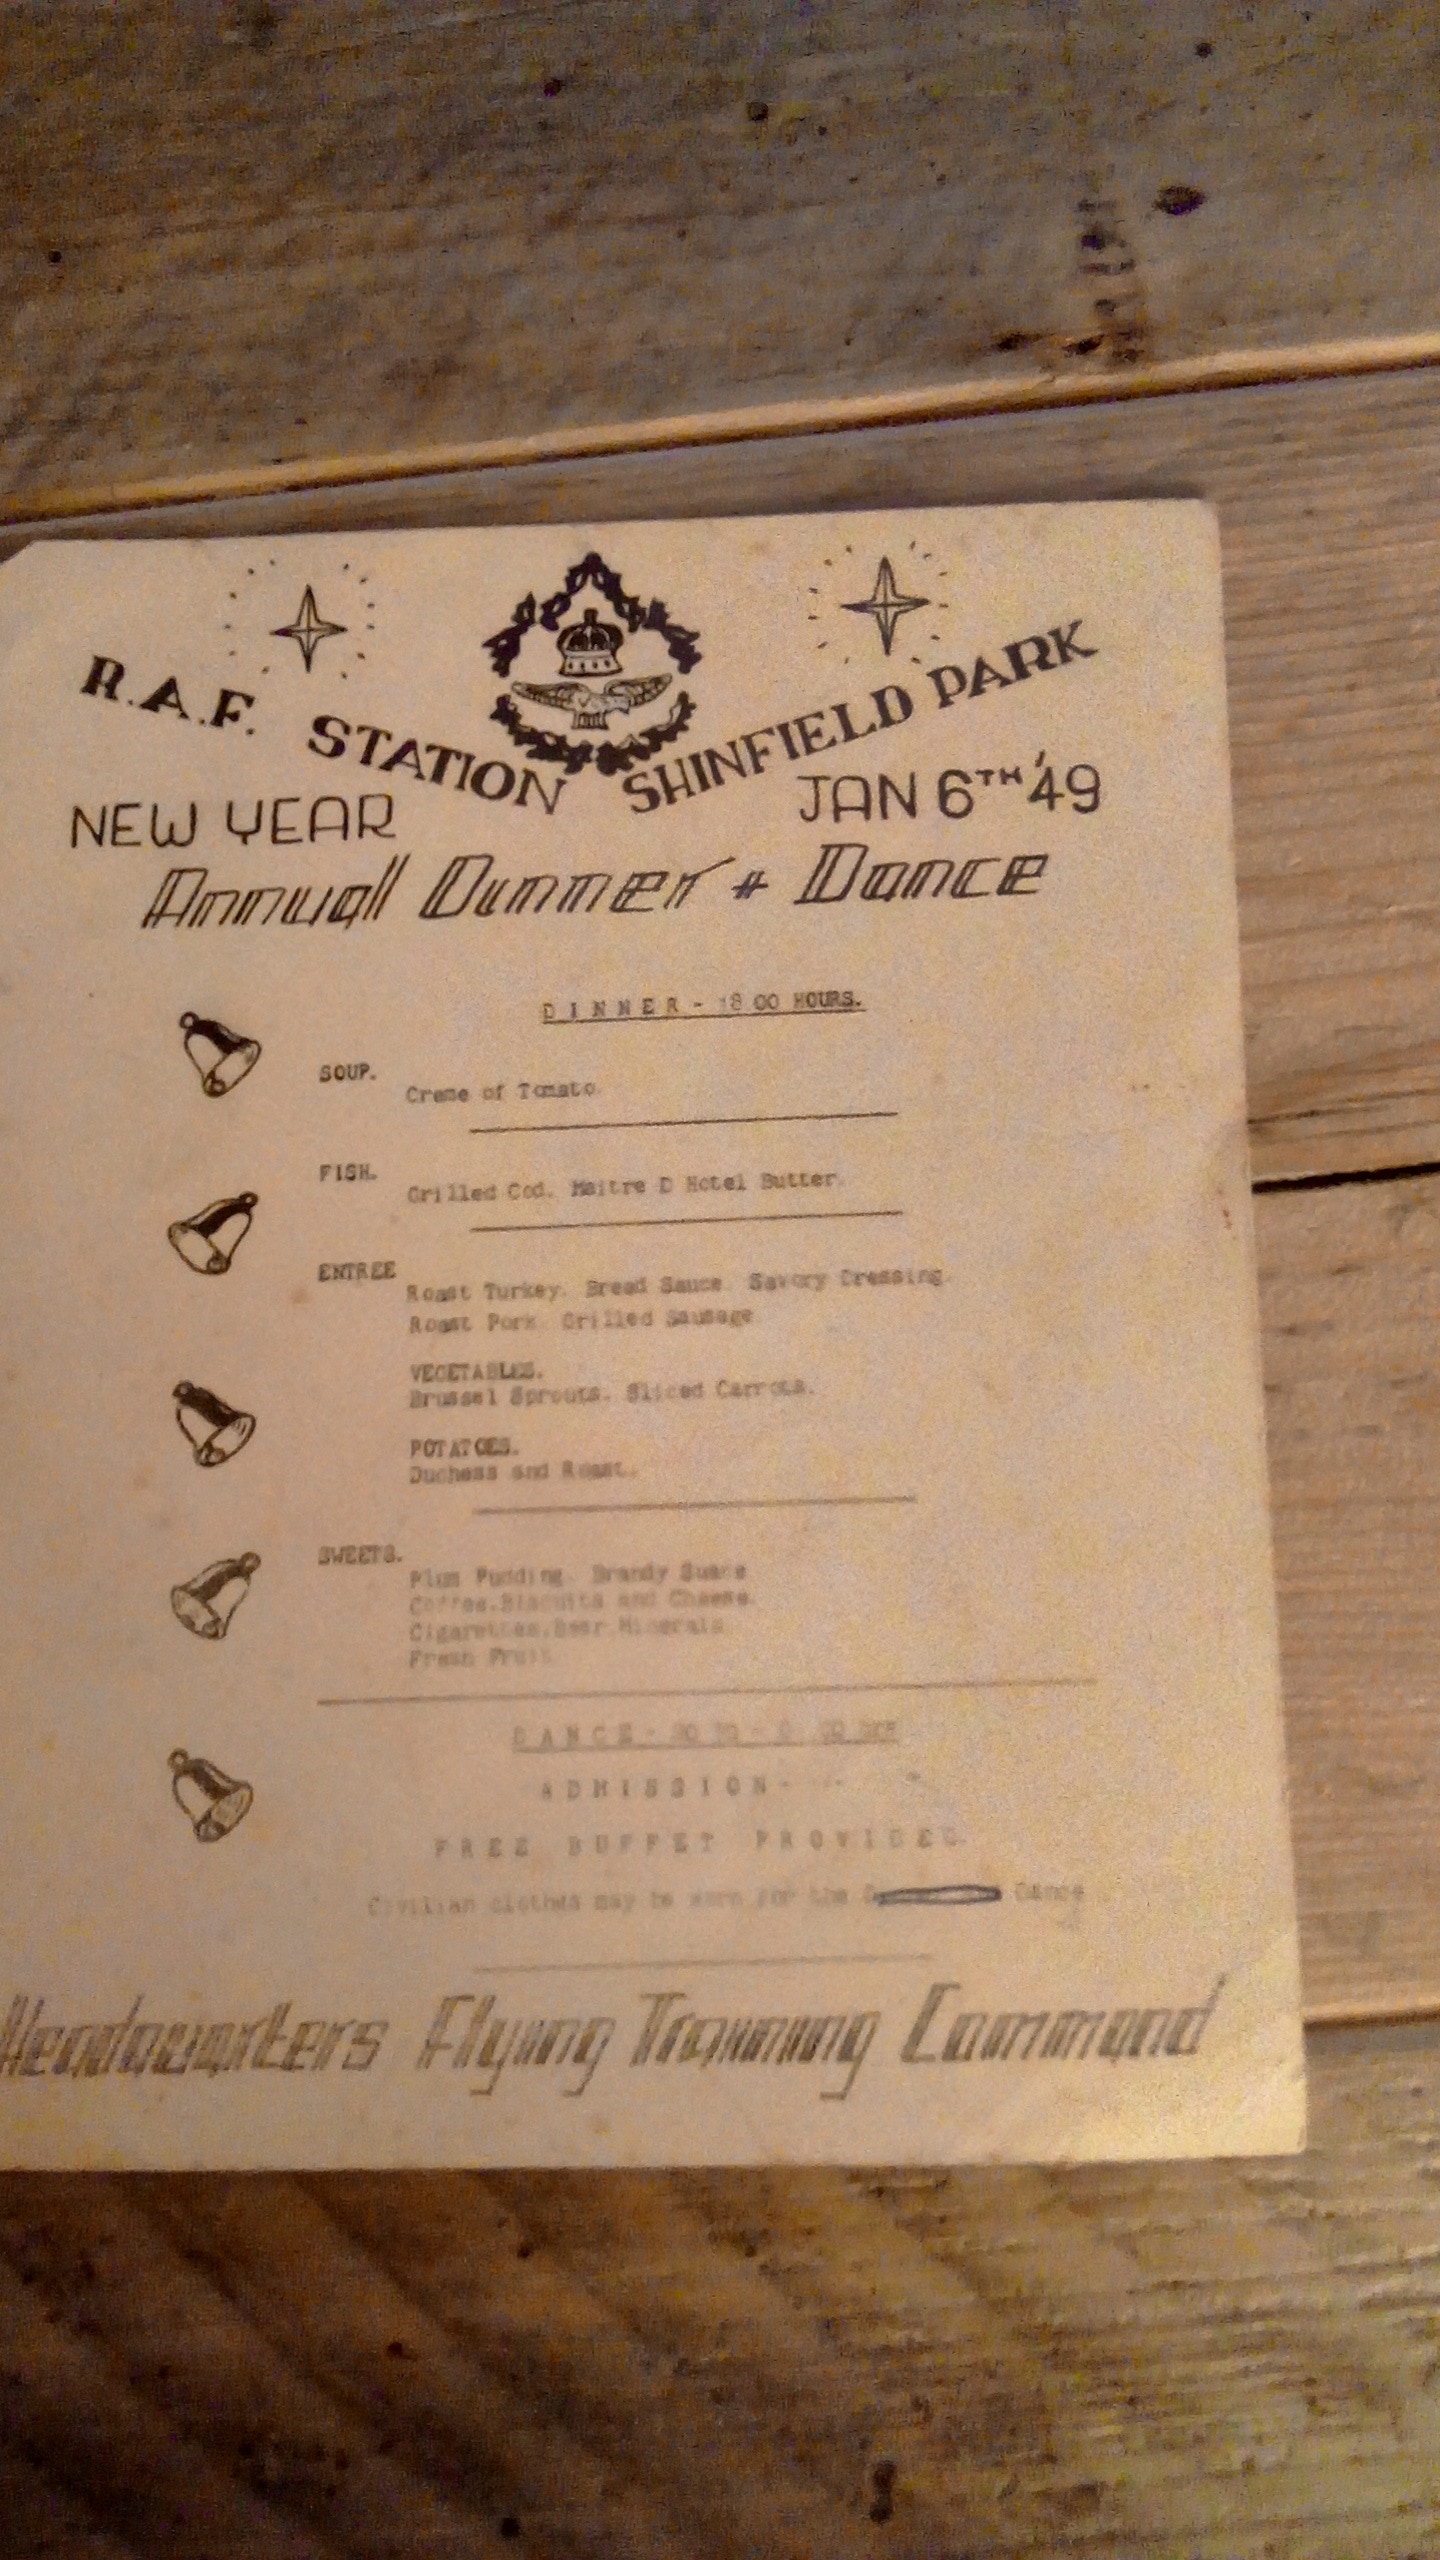 R.A.F. STATION SHINFIELD PARK
NEW YEAR JAN 6TH '49
Annual Dinner + Dance
DINNER - 18 00 HOURS.
SOUP.
Creme of Tomato.
FISH.
Grilled Cod. Maitre D Hotel Butter.
ENTREE
Roast Turkey. Bread Sauce. Savory Dressing.
Roast Pork. Grilled Sausage
VEGETABLES.
Brussel Sprouts. Sliced Carrots.
POTATOES.
Duchess and Roast.
SWEETS.
Plum Pudding. Brandy
Coffee.Biscuits and Cheese.
Cigarettes.Beer Minerals
Fresh Fruit
DANCE -
ADMISSION-
FREE BUFFET PROVIDED.
Civilian clothes may be worn for the Dance
Headquarters Flying Training Command